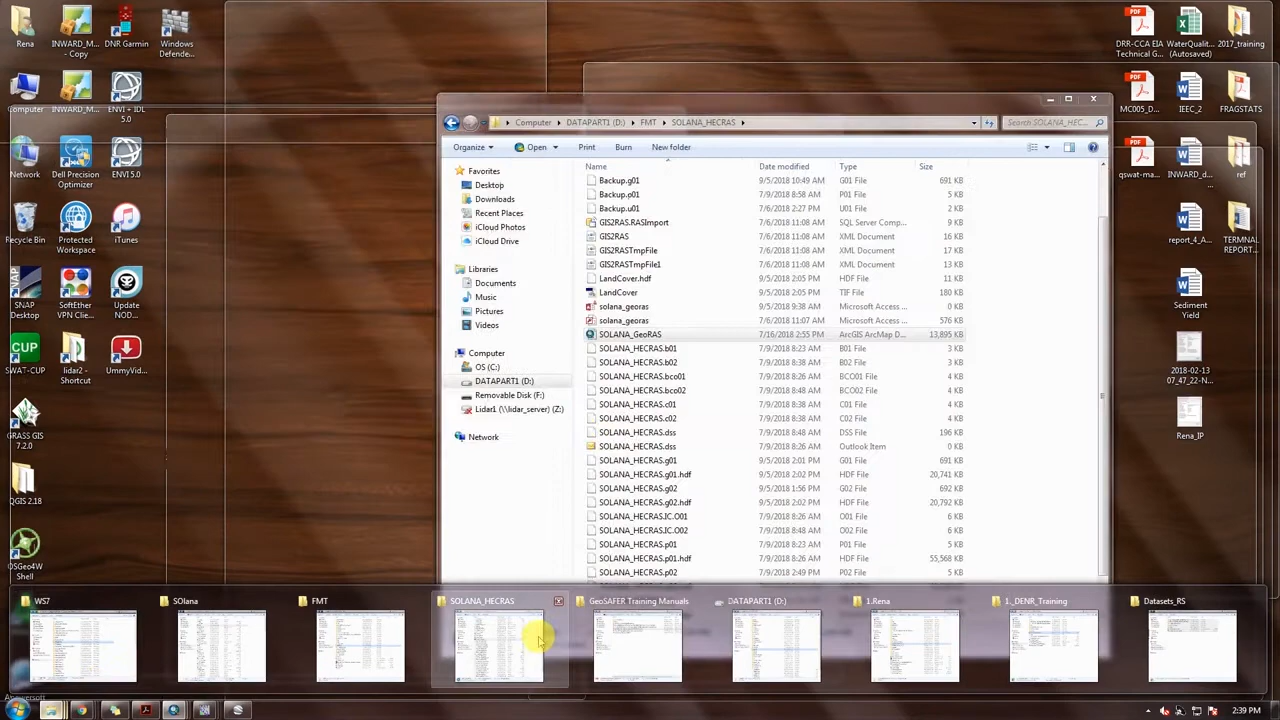 Rena
INWARD_M... - Copy
DNR Garmin
Windows Defende...
Computer
INWARD_M...
ENVI + IDL 5.0
Network
Dell Precision Optimizer
ENVI 5.0
Recycle Bin
Protected Workspace
iTunes
SNAP Desktop
SoftEther VPN Clie...
Update NOD...
SWAT-CUP
lidar2 - Shortcut
UmmyVid...
GRASS GIS 7.2.0
QGIS 2.18
OSGeo4W Shell
DRR-CCA EIA Technical G...
WaterQualit... (Autosaved)
2017_training
MC005_D...
IEEC_2
FRAGSTATS
qswat-ma...
INWARD_d... ...
ref
report_4_A...
TERMNAL REPORT...
Sediment Yield
2018-02-13 07_47_22-N...
Rena_IP
Computer
DATAPART1 (D:)
FMT
SOLANA_HECRAS
Search SOLANA_HEC...
Organize
Open
Print
Burn
New folder
Favorites
Desktop
Downloads
Recent Places
iCloud Photos
iCloud Drive
Libraries
Documents
Music
Pictures
Videos
Computer
OS (C:)
DATAPART1 (D:)
Removable Disk (F:)
Lidar1 (\\lidar_server) (Z:)
Network
Name Date modified Type Size
Backup.g01 9/5/2018 10:49 AM G01 File 691 KB
Backup.p01 7/9/2018 8:58 AM P01 File 5 KB
Backup.u01 7/6/2018 2:27 PM U01 File 2 KB
GIS2RAS.RASImport 7/6/2018 11:08 AM SQL Server Comp... 9 KB
GIS2RAS 7/6/2018 11:08 AM XML Document 16 KB
GIS2RASTmpFile 7/6/2018 11:08 AM XML Document 17 KB
GIS2RASTmpFile1 7/6/2018 11:08 AM XML Document 13 KB
LandCover.hdf 9/5/2018 2:05 PM HDF File 11 KB
LandCover 9/5/2018 2:05 PM TIF File 180 KB
solana_georas 9/5/2018 9:38 AM Microsoft Access ... 0 KB
solana_georas 7/6/2018 11:07 AM Microsoft Access ... 576 KB
SOLANA_GeoRAS 7/16/2018 2:55 PM ArcGIS ArcMap D... 13,895 KB
SOLANA_HECRAS.b01 7/9/2018 8:23 AM B01 File 3 KB
SOLANA_HECRAS.b02 7/9/2018 8:38 AM B02 File 3 KB
SOLANA_HECRAS.bco01 7/9/2018 8:26 AM BCO01 File 4 KB
SOLANA_HECRAS.bco02 7/9/2018 8:26 AM BCO02 File 4 KB
SOLANA_HECRAS.c01 7/9/2018 8:38 AM C01 File 4 KB
SOLANA_HECRAS.c02 7/9/2018 8:38 AM C02 File 4 KB
SOLANA_HECRAS.dss 7/9/2018 8:48 AM DSS File 196 KB
SOLANA_HECRAS.dss 7/9/2018 8:26 AM Outlook Item 0 KB
SOLANA_HECRAS.g01 9/5/2018 2:01 PM G01 File 691 KB
SOLANA_HECRAS.g01.hdf 9/5/2018 2:01 PM HDF File 20,741 KB
SOLANA_HECRAS.g02 9/5/2018 1:56 PM G02 File 692 KB
SOLANA_HECRAS.g02.hdf 9/5/2018 2:02 PM HDF File 20,792 KB
SOLANA_HECRAS.IC.O01 7/9/2018 8:26 AM O01 File 6 KB
SOLANA_HECRAS.IC.O02 7/9/2018 8:48 AM O02 File 6 KB
SOLANA_HECRAS.p01 7/9/2018 8:23 AM P01 File 5 KB
SOLANA_HECRAS.p01.hdf 7/9/2018 8:26 AM HDF File 55,568 KB
SOLANA_HECRAS.p02 7/9/2018 2:49 PM P02 File 5 KB
WS7
SOlana
FMT
SOLANA_HECRAS
GeoSAFER Training Manuals
DATAPART1 (D:)
1.Rena
1._DENR_Training
Datasets_RS
Answersoft
2:39 PM